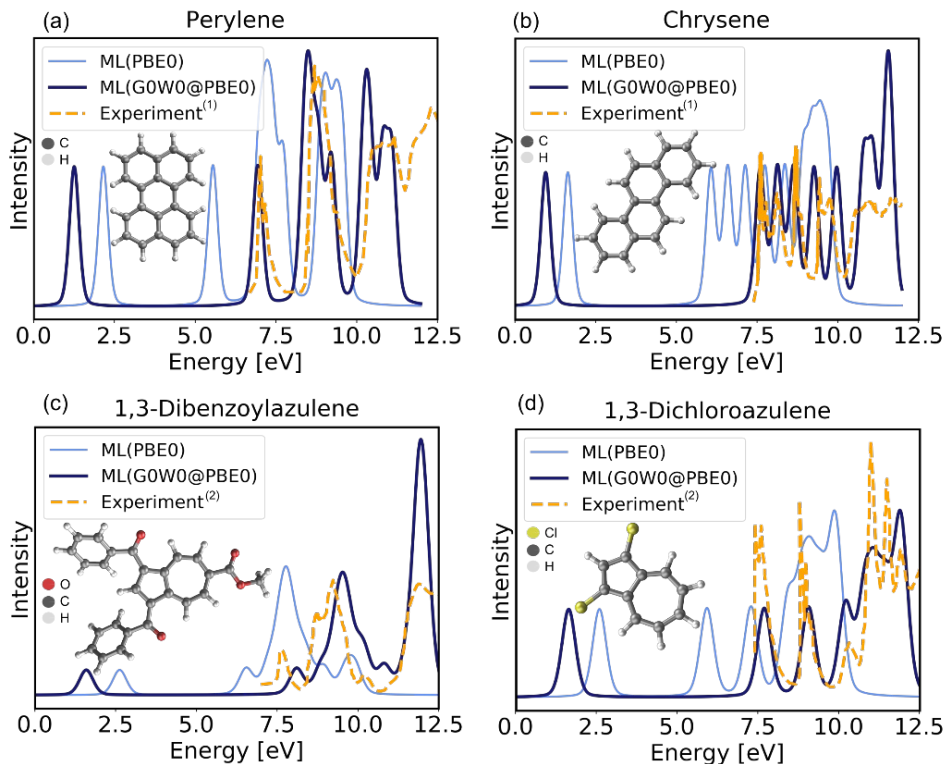 (a)
Perylene
ML(PBE0)
ML(G0W0@PBE0)
Experiment(1)
C
H
Intensity
0.0 2.5 5.0 7.5 10.0 12.5
Energy [eV]
(b)
Chrysene
ML(PBE0)
ML(G0W0@PBE0)
Experiment(1)
C
H
Intensity
0.0 2.5 5.0 7.5 10.0 12.5
Energy [eV]
(c)
1,3-Dibenzoylazulene
ML(PBE0)
ML(G0W0@PBE0)
Experiment(2)
O
C
H
Intensity
0.0 2.5 5.0 7.5 10.0 12.5
Energy [eV]
(d)
1,3-Dichloroazulene
ML(PBE0)
ML(G0W0@PBE0)
Experiment(2)
Cl
C
H
Intensity
0.0 2.5 5.0 7.5 10.0 12.5
Energy [eV]